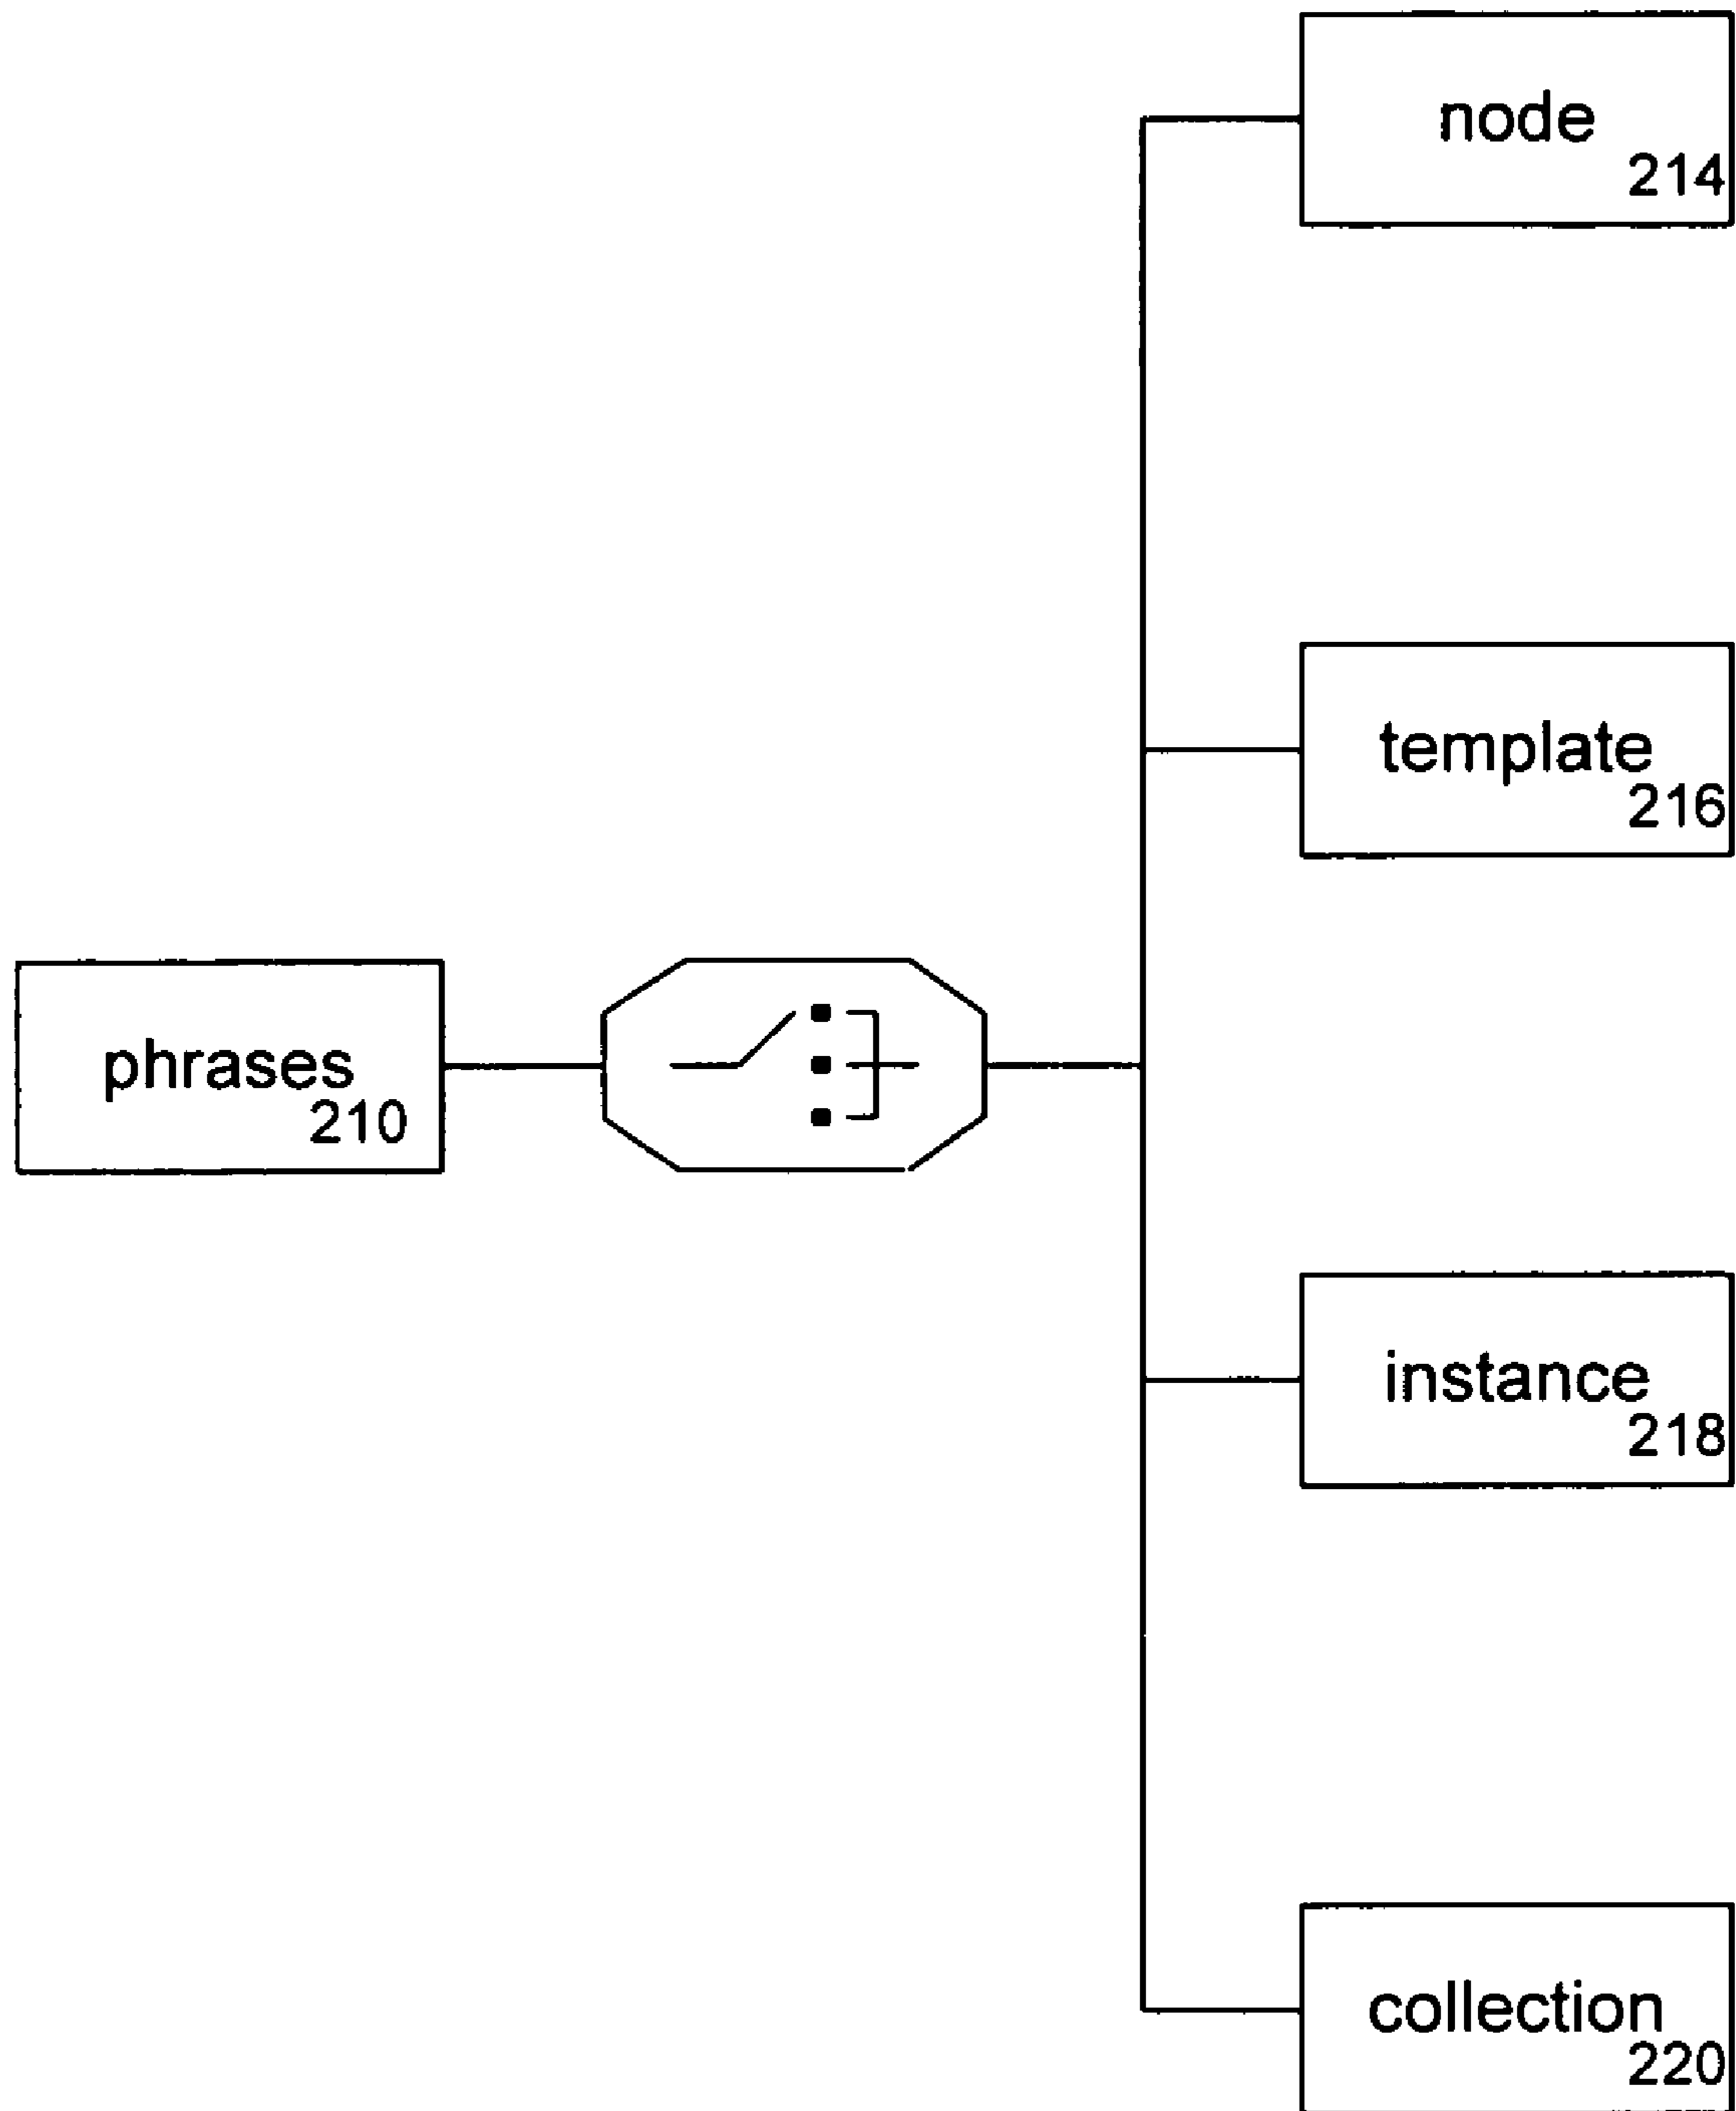 node
214
template
216
phrases
210
instance
218
collection
220